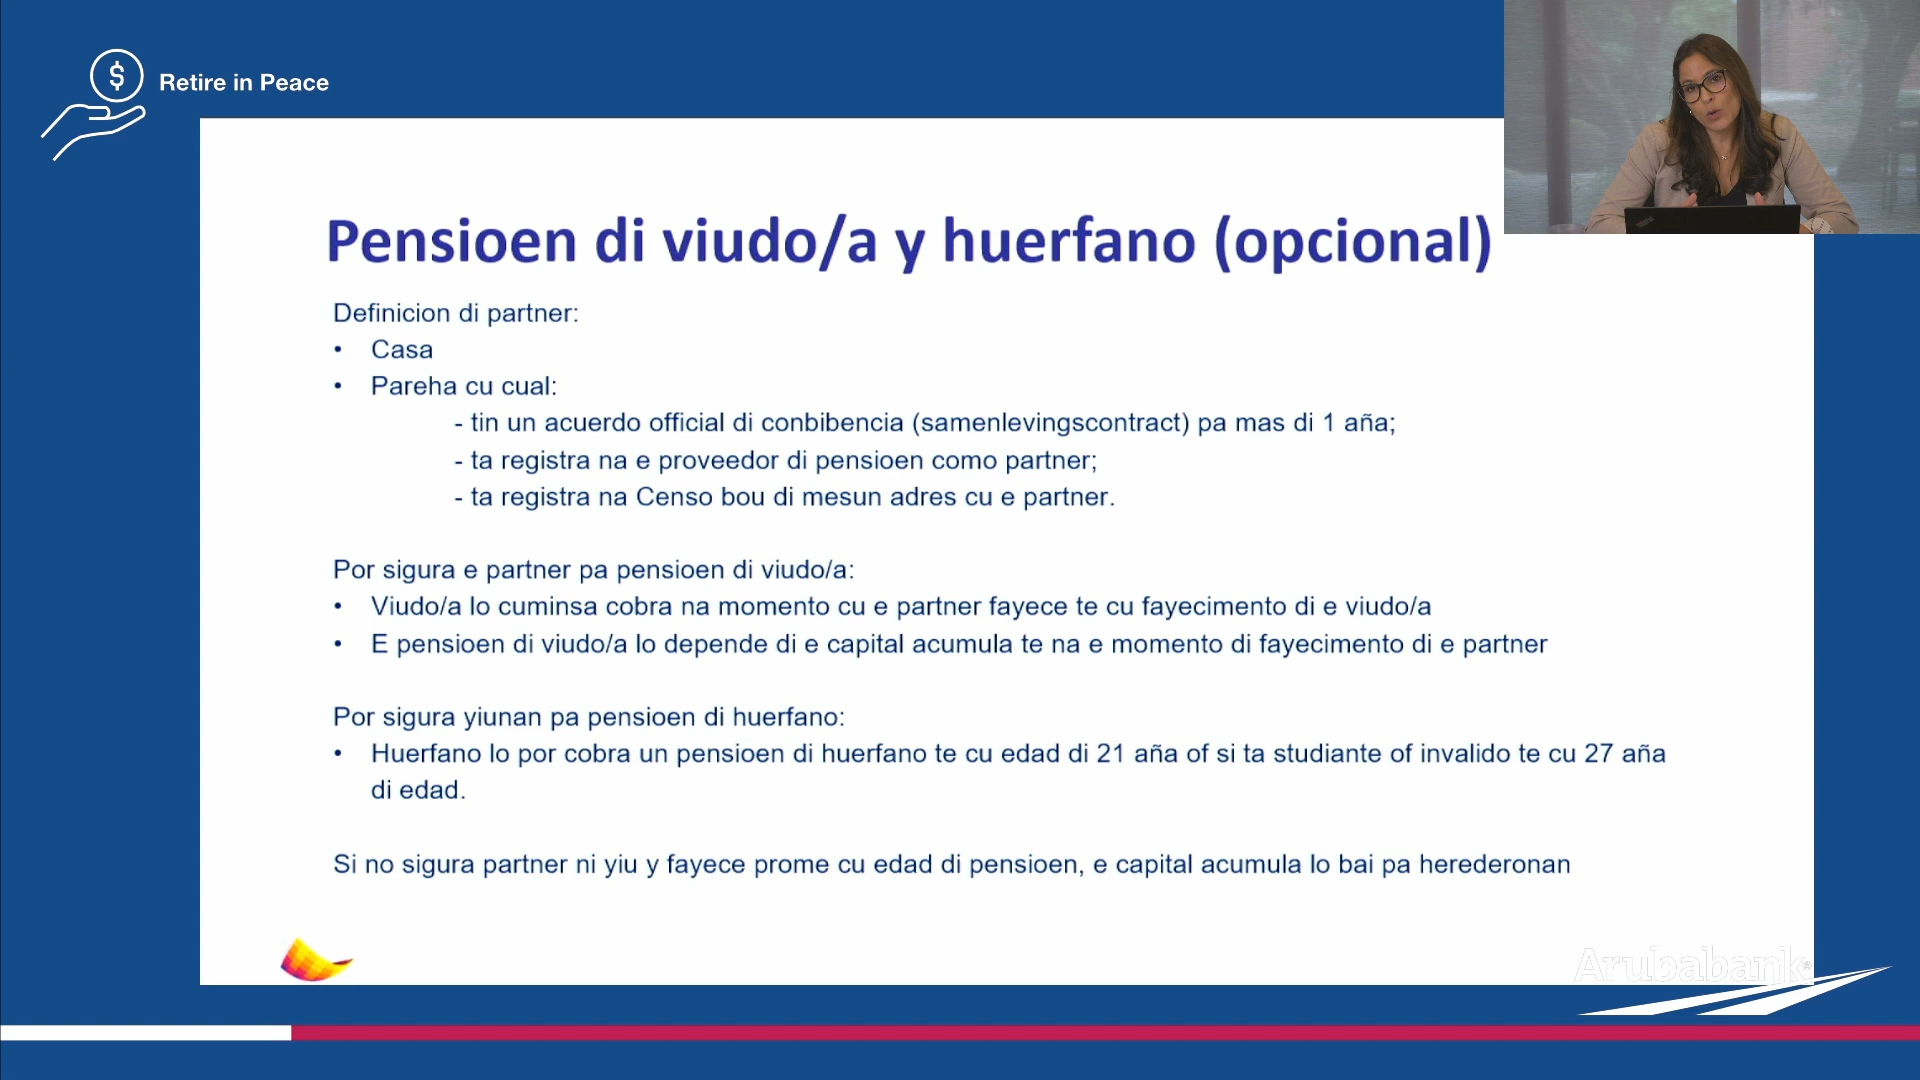 $
Retire in Peace
Pensioen di viudo/a y huerfano (opcional)
Definicion di partner:
• Casa
• Pareha cu cual:
- tin un acuerdo official di conbibencia (samenlevingscontract) pa mas di 1 aña;
- ta registra na e proveedor di pensioen como partner;
- ta registra na Censo bou di mesun adres cu e partner.
Por sigura e partner pa pensioen di viudo/a:
• Viudo/a lo cuminsa cobra na momento cu e partner fayece te cu fayecimento di e viudo/a
• E pensioen di viudo/a lo depende di e capital acumula te na e momento di fayecimento di e partner
Por sigura yiunan pa pensioen di huerfano:
• Huerfano lo por cobra un pensioen di huerfano te cu edad di 21 aña of si ta studiante of invalido te cu 27 aña
di edad.
Si no sigura partner ni yiu y fayece prome cu edad di pensioen, e capital acumula lo bai pa herederonan
Arubabank®